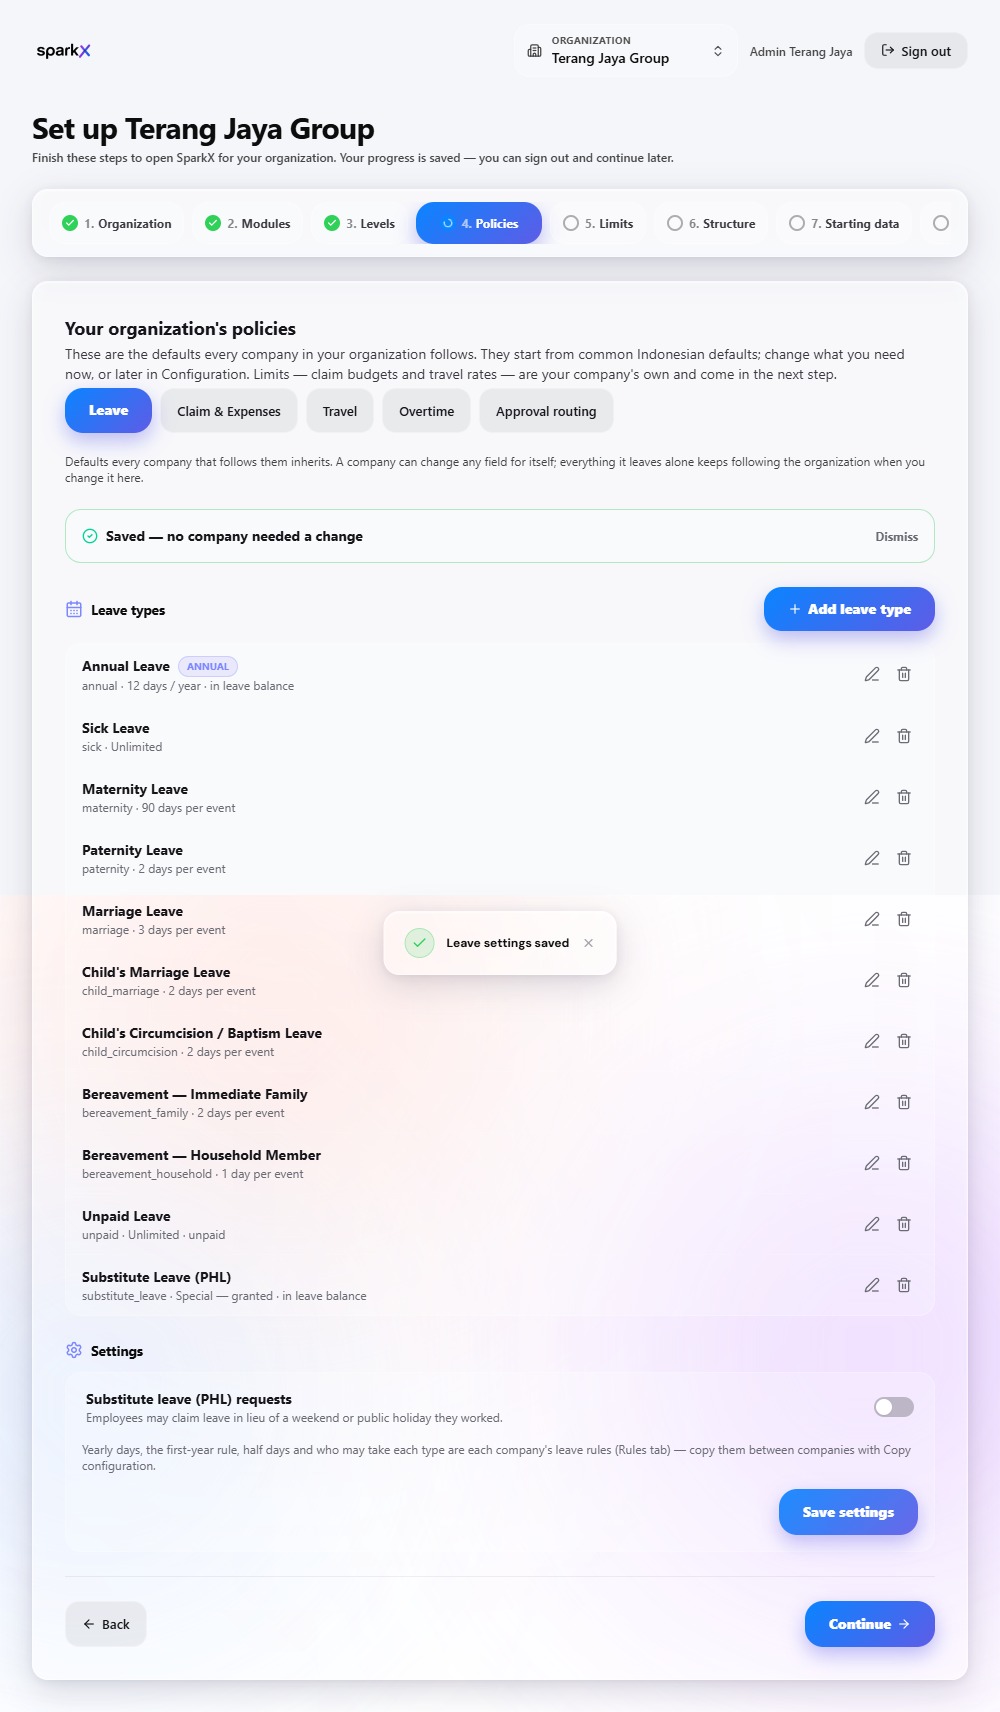 sparkX
ORGANIZATION
Terang Jaya Group
Admin Terang Jaya
Sign out
Set up Terang Jaya Group
Finish these steps to open SparkX for your organization. Your progress is saved — you can sign out and continue later.
1. Organization
2. Modules
3. Levels
4. Policies
5. Limits
6. Structure
7. Starting data
Your organization's policies
These are the defaults every company in your organization follows. They start from common Indonesian defaults; change what you need
now, or later in Configuration. Limits — claim budgets and travel rates — are your company's own and come in the next step.
Leave
Claim & Expenses
Travel
Overtime
Approval routing
Defaults every company that follows them inherits. A company can change any field for itself; everything it leaves alone keeps following the organization when you
change it here.
Saved — no company needed a change
Dismiss
Leave types
Add leave type
Annual Leave ANNUAL
annual · 12 days / year · in leave balance
Sick Leave
sick · Unlimited
Maternity Leave
maternity · 90 days per event
Paternity Leave
paternity · 2 days per event
Marriage Leave
marriage · 3 days per event
Leave settings saved
Child's Marriage Leave
child_marriage · 2 days per event
Child's Circumcision / Baptism Leave
child_circumcision · 2 days per event
Bereavement — Immediate Family
bereavement_family · 2 days per event
Bereavement — Household Member
bereavement_household · 1 day per event
Unpaid Leave
unpaid · Unlimited · unpaid
Substitute Leave (PHL)
substitute_leave · Special — granted · in leave balance
Settings
Substitute leave (PHL) requests
Employees may claim leave in lieu of a weekend or public holiday they worked.
Yearly days, the first-year rule, half days and who may take each type are each company's leave rules (Rules tab) — copy them between companies with Copy
configuration.
Save settings
Back
Continue